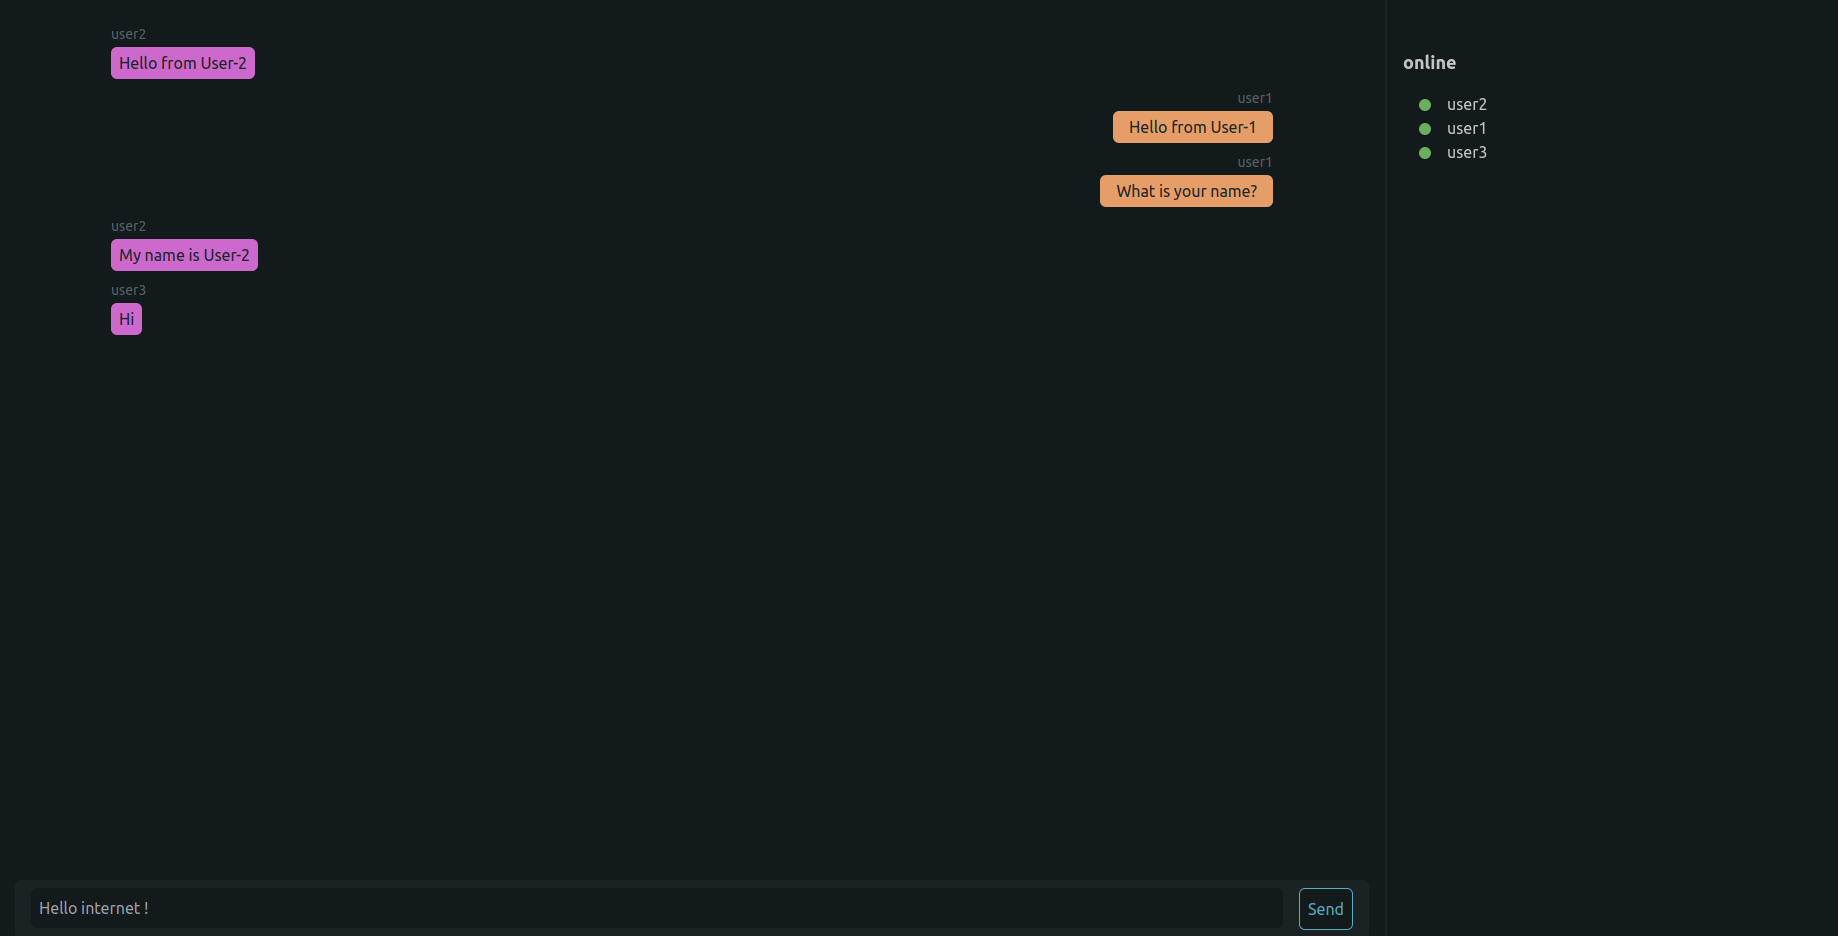 user2
Hello from User-2
user1
Hello from User-1
user1
What is your name?
user2
My name is User-2
user3
Hi
Hello internet !
Send
online
user2
user1
user3